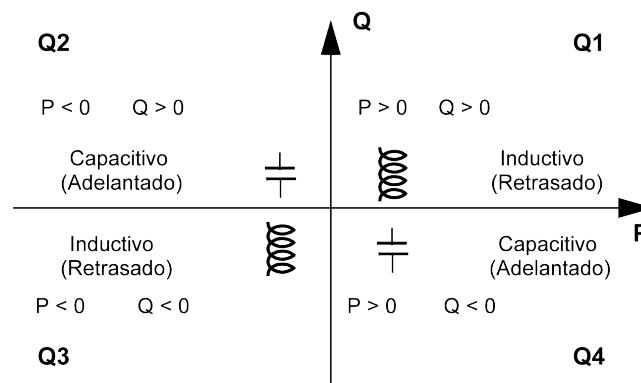 Q
Q2
Q1
P < 0 Q > 0
P > 0 Q > 0
Capacitivo
(Adelantado)
Inductivo
(Retrasado)
P
Inductivo
(Retrasado)
Capacitivo
(Adelantado)
P < 0 Q < 0
P > 0 Q < 0
Q3
Q4